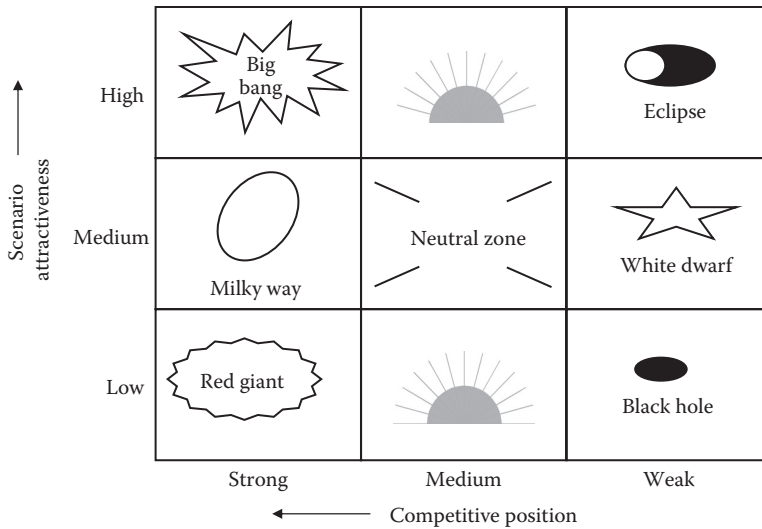 Big
bang
High
Eclipse
Scenario
attractiveness
Medium
Neutral zone
Milky way
White dwarf
Red giant
Low
Black hole
Strong
Medium
Weak
Competitive position